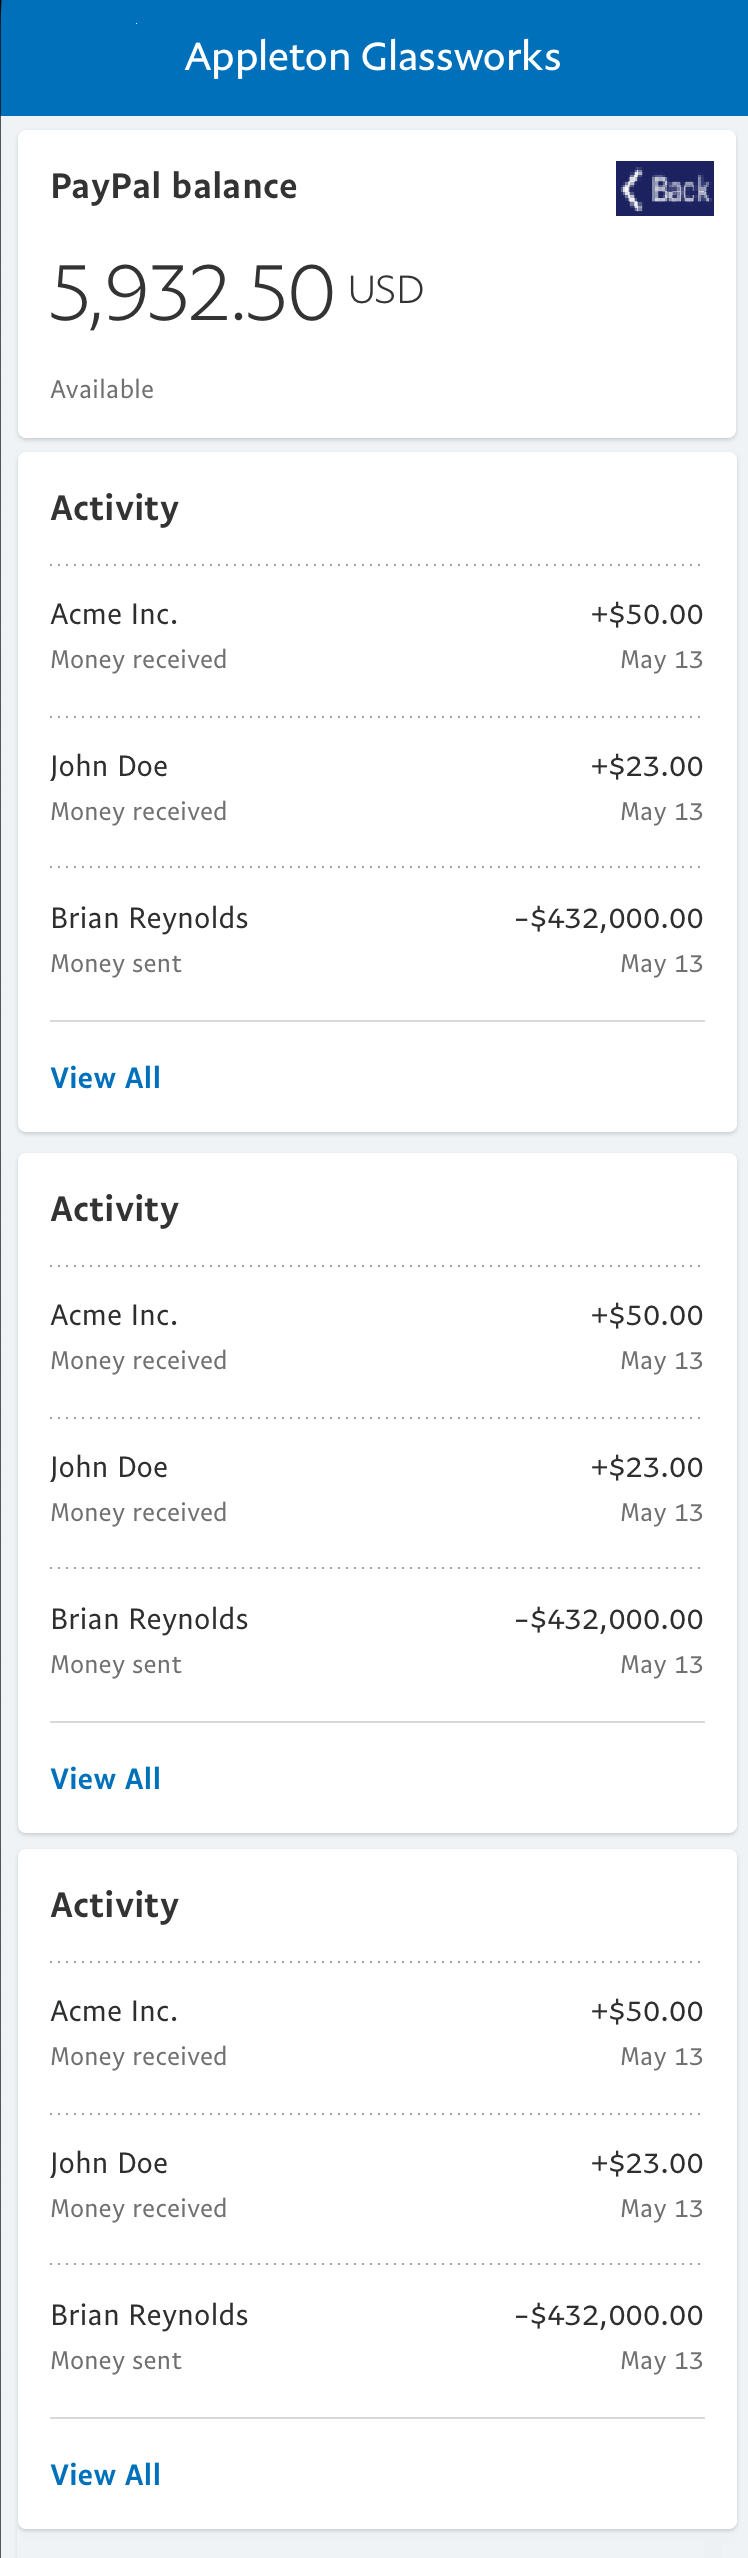 Appleton Glassworks
PayPal balance
Back
5,932.50 USD
Available
Activity
Acme Inc. +$50.00
Money received May 13
John Doe +$23.00
Money received May 13
Brian Reynolds -$432,000.00
Money sent May 13
View All
Activity
Acme Inc. +$50.00
Money received May 13
John Doe +$23.00
Money received May 13
Brian Reynolds -$432,000.00
Money sent May 13
View All
Activity
Acme Inc. +$50.00
Money received May 13
John Doe +$23.00
Money received May 13
Brian Reynolds -$432,000.00
Money sent May 13
View All